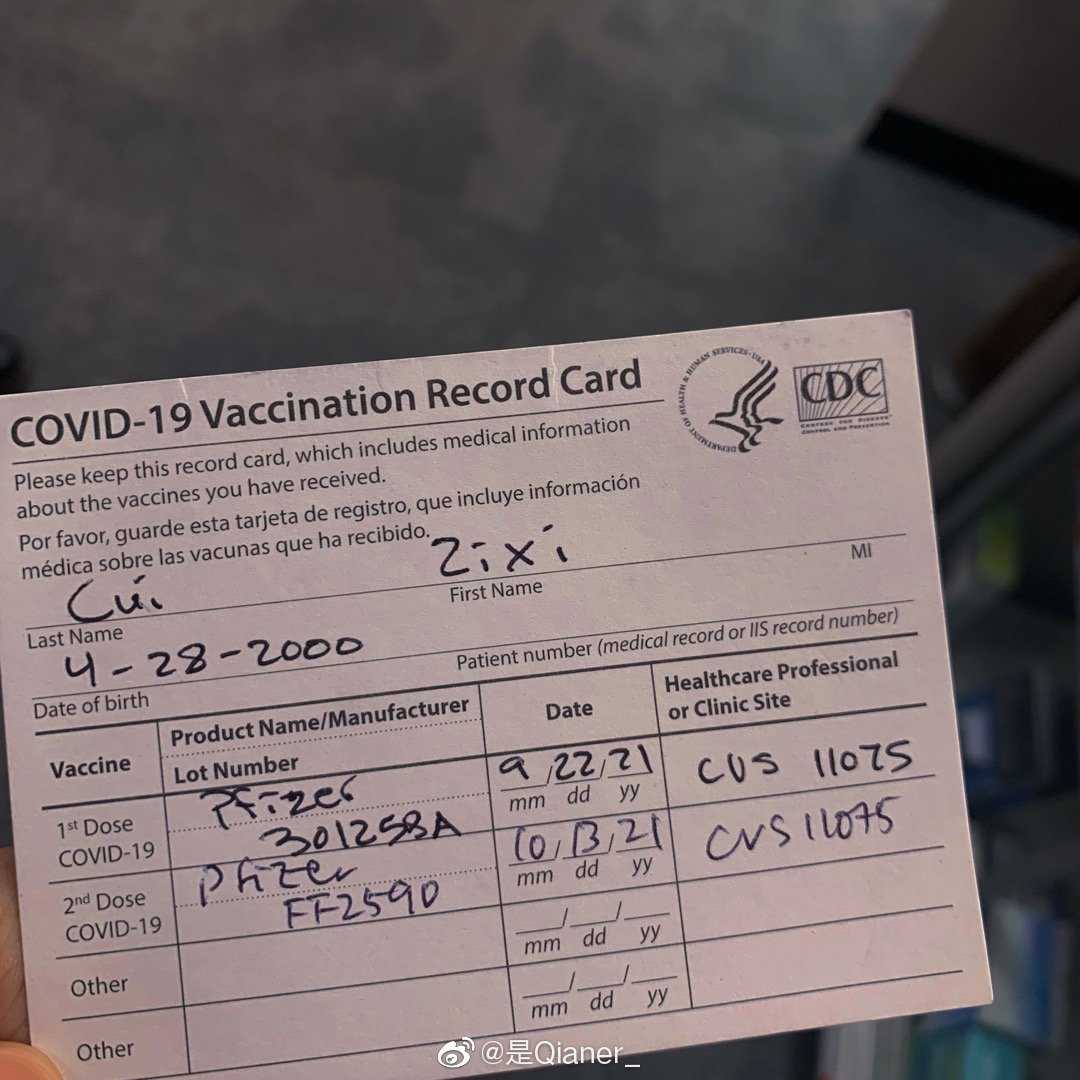 COVID-19 Vaccination Record Card
DEPARTMENT OF HEALTH & HUMAN SERVICES · USA
CDC
CENTERS FOR DISEASE
CONTROL AND PREVENTION
Please keep this record card, which includes medical information
about the vaccines you have received.
Por favor, guarde esta tarjeta de registro, que incluye información
médica sobre las vacunas que ha recibido.
Cui Zixi
Last Name First Name MI
4-28-2000
Date of birth Patient number (medical record or IIS record number)
Vaccine Product Name/Manufacturer Date Healthcare Professional
Lot Number or Clinic Site
1st Dose Pfizer 9/22/21 CVS 11075
COVID-19 301258A mm dd yy
2nd Dose Pfizer 10/13/21 CVS 11075
COVID-19 FF2590 mm dd yy
Other __/__/__
mm dd yy
Other __/__/__
mm dd yy
@是Qianer_